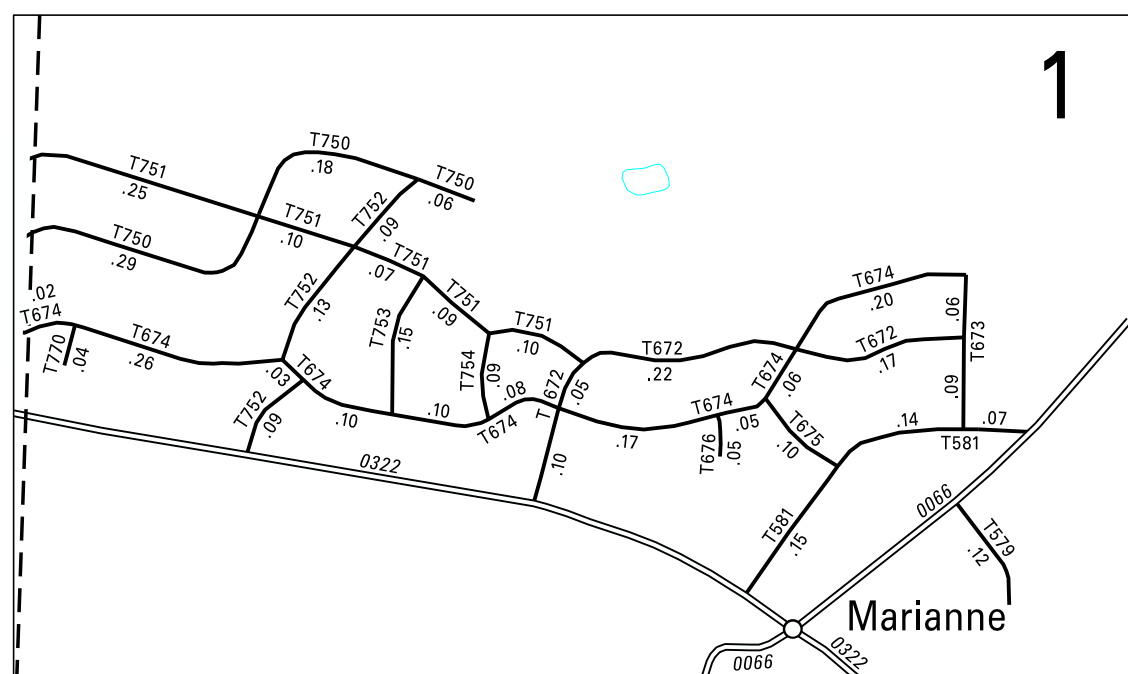 1
T750
.18
T751
.25
T750
.06
T752
.09
T751
.10
T750
.29
T751
.07
T752
.13
T751
.09
T753
.15
T751
.10
.02
T674
T770
.04
T674
.26
T674
.03
T752
.09
.10
.10
T754
.09
.08
T674
T 672
.05
.10
T672
.22
T674
.20
.06
T673
.09
T672
.17
T674
.06
T674
.05
.17
T676
.05
T675
.10
.14
.07
T581
T581
.15
0322
0066
T579
.12
Marianne
0066
0322